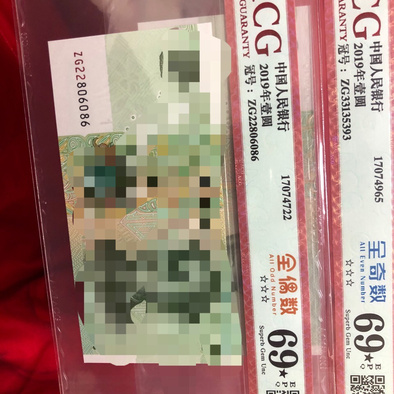 ZG22806086
CG
GUARANTY
中国人民银行
2019年壹圆
冠号：ZG22806086
17074722
全偶数
All Odd Number
☆☆☆
69★
E
P
Superb Gem Unc
CG
GUARANTY
中国人民银行
2019年壹圆
冠号：ZG33135393
17074965
全奇数
All Even Number
☆☆☆
69★
E
P
Superb Gem Unc